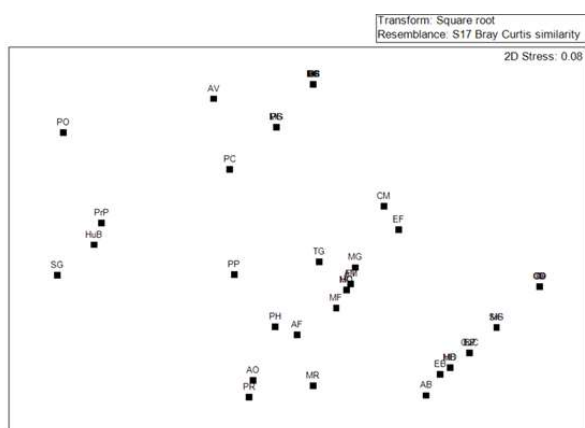 Transform: Square root
Resemblance: S17 Bray Curtis similarity
2D Stress: 0.08
AV
PO
PC
CM
PrP
EF
HuB
TG
MG
SG
PP
MF
PH
AF
AO
MR
PR
EB
AB